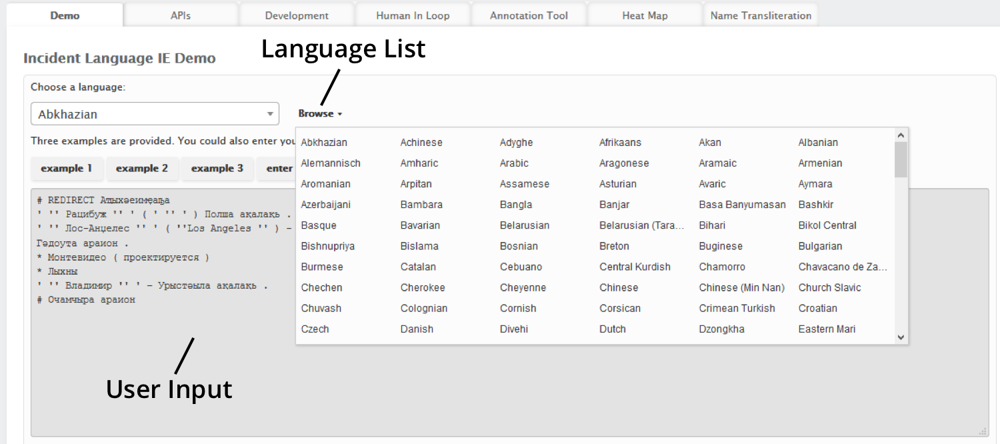 Demo APIs Development Human In Loop Annotation Tool Heat Map Name Transliteration
Language List
Incident Language IE Demo
Choose a language:
Abkhazian
Browse
Three examples are provided. You could also enter you
example 1 example 2 example 3 enter
Abkhazian Achinese Adyghe Afrikaans Akan Albanian
Alemannisch Amharic Arabic Aragonese Aramaic Armenian
Aromanian Arpitan Assamese Asturian Avaric Aymara
Azerbaijani Bambara Bangla Banjar Basa Banyumasan Bashkir
Basque Bavarian Belarusian Belarusian (Tara... Bihari Bikol Central
Bishnupriya Bislama Bosnian Breton Buginese Bulgarian
Burmese Catalan Cebuano Central Kurdish Chamorro Chavacano de Za...
Chechen Cherokee Cheyenne Chinese Chinese (Min Nan) Church Slavic
Chuvash Colognian Cornish Corsican Crimean Turkish Croatian
Czech Danish Divehi Dutch Dzongkha Eastern Mari
# REDIRECT
' '' Рацибуж '' ' ( ' '' ' ) Полша ақалақь .
' '' Лос-Анџелес '' ' ( ''Los Angeles '' ) –
Гәдоута араион .
* Монтевидео ( проектируется )
* Лыхны
' '' Владимир '' ' – Урыстәыла ақалақь .
# Очамчыра араион
User Input